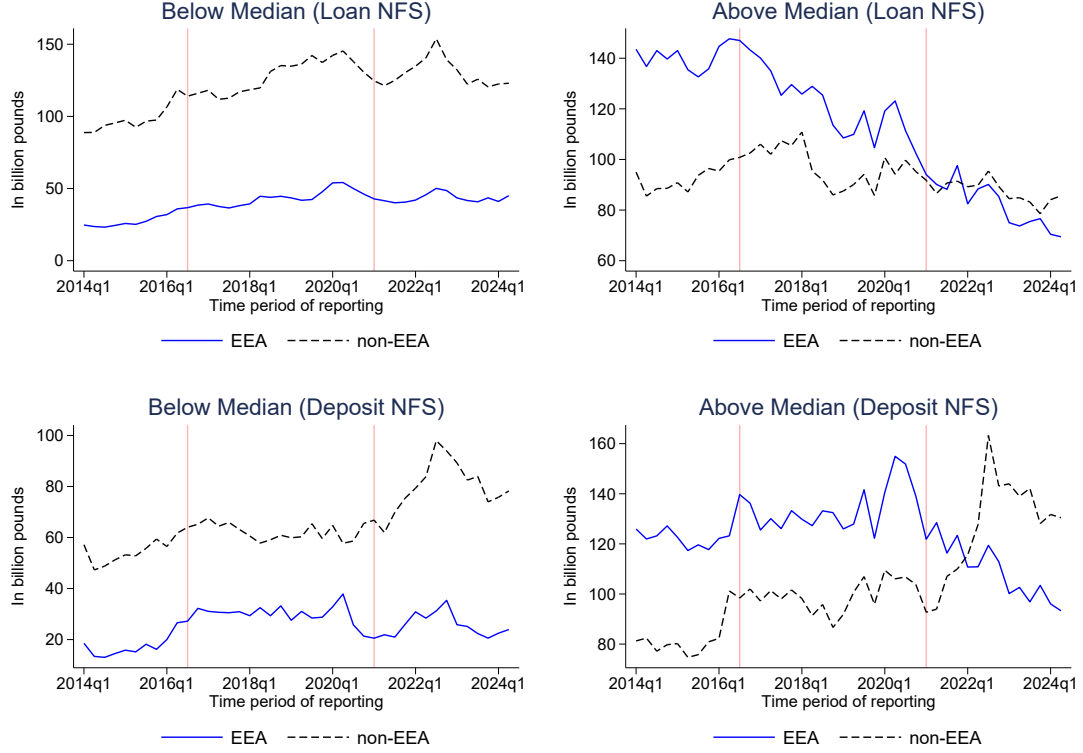 Below Median (Loan NFS)
In billion pounds
150
100
50
0
2014q1 2016q1 2018q1 2020q1 2022q1 2024q1
Time period of reporting
EEA non-EEA
Above Median (Loan NFS)
In billion pounds
140
120
100
80
60
2014q1 2016q1 2018q1 2020q1 2022q1 2024q1
Time period of reporting
EEA non-EEA
Below Median (Deposit NFS)
In billion pounds
100
80
60
40
20
2014q1 2016q1 2018q1 2020q1 2022q1 2024q1
Time period of reporting
EEA non-EEA
Above Median (Deposit NFS)
In billion pounds
160
140
120
100
80
2014q1 2016q1 2018q1 2020q1 2022q1 2024q1
Time period of reporting
EEA non-EEA